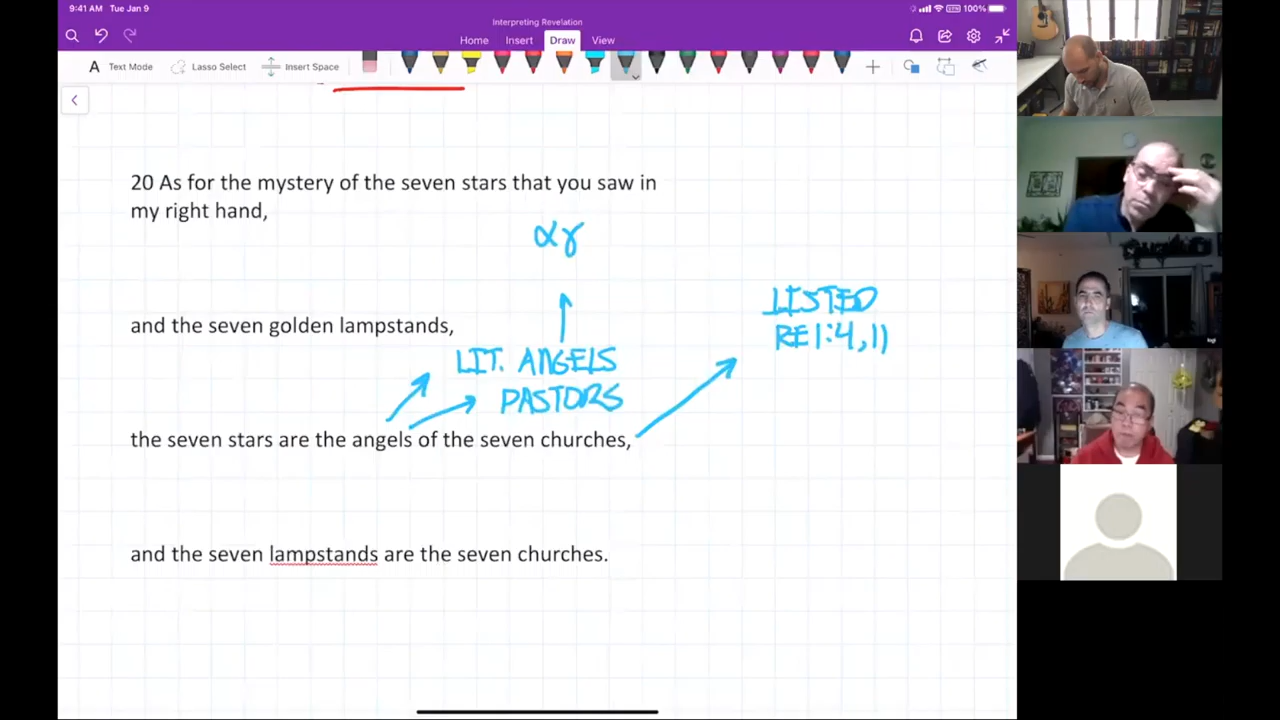 9:41 AM Tue Jan 9
100%
Interpreting Revelation
Home Insert Draw View
Text Mode Lasso Select Insert Space
20 As for the mystery of the seven stars that you saw in
my right hand,
αγ
LISTED
RE 1:4, 11
and the seven golden lampstands,
LIT. ANGELS
PASTORS
the seven stars are the angels of the seven churches,
and the seven lampstands are the seven churches.